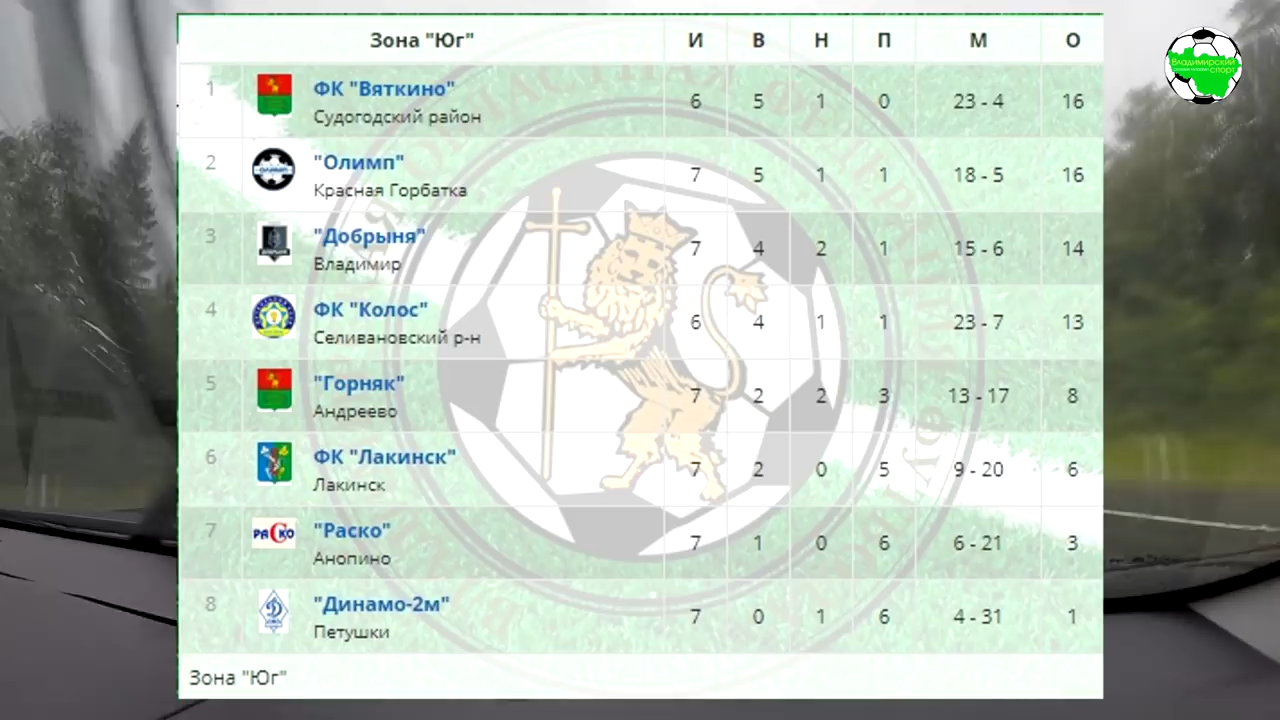 Зона "Юг" И В Н П М О
1 ФК "Вяткино" 6 5 1 0 23 - 4 16
Судогодский район
2 "Олимп" 7 5 1 1 18 - 5 16
Красная Горбатка
3 "Добрыня" 7 4 2 1 15 - 6 14
Владимир
4 ФК "Колос" 6 4 1 1 23 - 7 13
Селивановский р-н
5 "Горняк" 7 2 2 3 13 - 17 8
Андреево
6 ФК "Лакинск" 7 2 0 5 9 - 20 6
Лакинск
РАСКО
7 "Раско" 7 1 0 6 6 - 21 3
Анопино
8 "Динамо-2м" 7 0 1 6 4 - 31 1
Петушки
Зона "Юг"
Владимирский
спорт